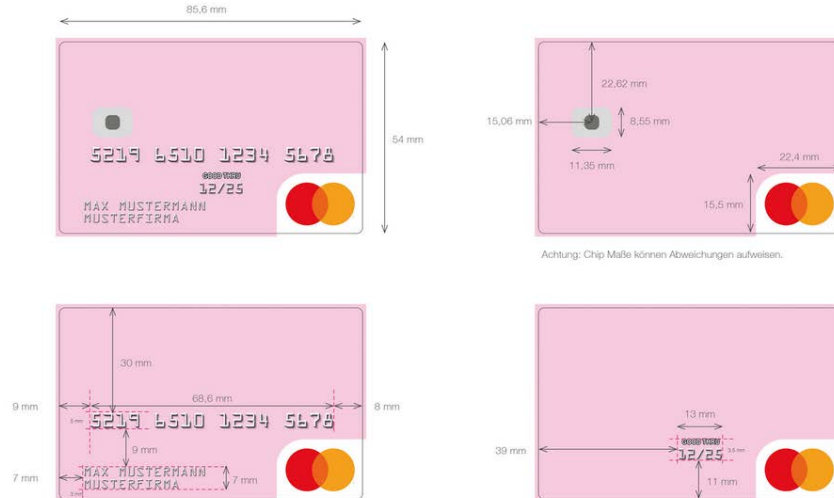 85,6 mm
54 mm
5219 6510 1234 5678
GOOD THRU
12/25
MAX MUSTERMANN
MUSTERFIRMA
22,62 mm
15,06 mm
8,55 mm
11,35 mm
22,4 mm
15,5 mm
Achtung: Chip Maße können Abweichungen aufweisen.
30 mm
9 mm
68,6 mm
8 mm
5219 6510 1234 5678
9 mm
7 mm
MAX MUSTERMANN
MUSTERFIRMA
7 mm
13 mm
39 mm
GOOD THRU
12/25
11 mm